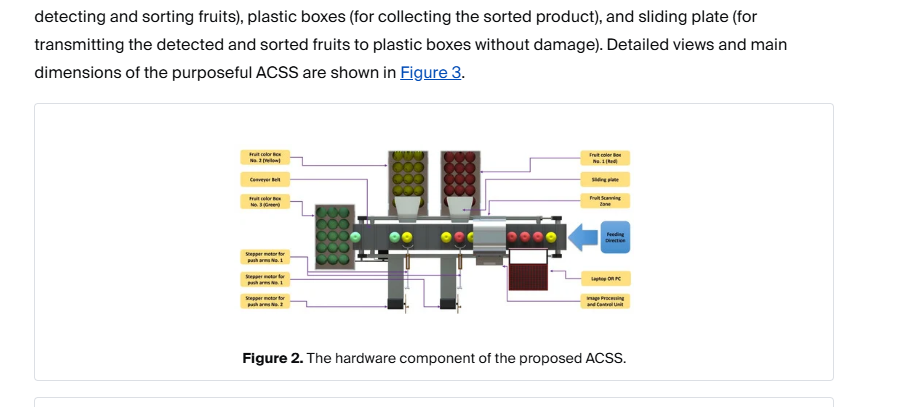 detecting and sorting fruits), plastic boxes (for collecting the sorted product), and sliding plate (for
transmitting the detected and sorted fruits to plastic boxes without damage). Detailed views and main
dimensions of the purposeful ACSS are shown in Figure 3.
Fruit color Box
No. 2 (Yellow)
Conveyor Belt
Fruit color Box
No. 3 (Green)
Stepper motor for
push arms No. 1
Stepper motor for
push arms No. 1
Stepper motor for
push arms No. 2
Fruit color Box
No. 1 (Red)
Sliding plate
Fruit Scanning
Zone
Feeding
Direction
Laptop OR PC
Image Processing
and Control Unit
Figure 2. The hardware component of the proposed ACSS.